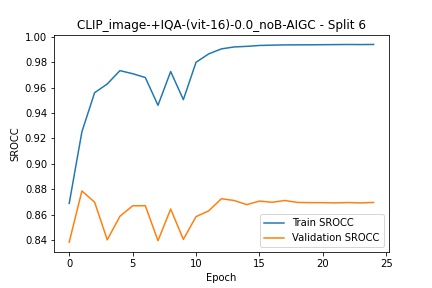 CLIP_image-+IQA-(vit-16)-0.0_noB-AIGC - Split 6
SROCC
1.00
0.98
0.96
0.94
0.92
0.90
0.88
0.86
0.84
0 5 10 15 20 25
Epoch
Train SROCC
Validation SROCC